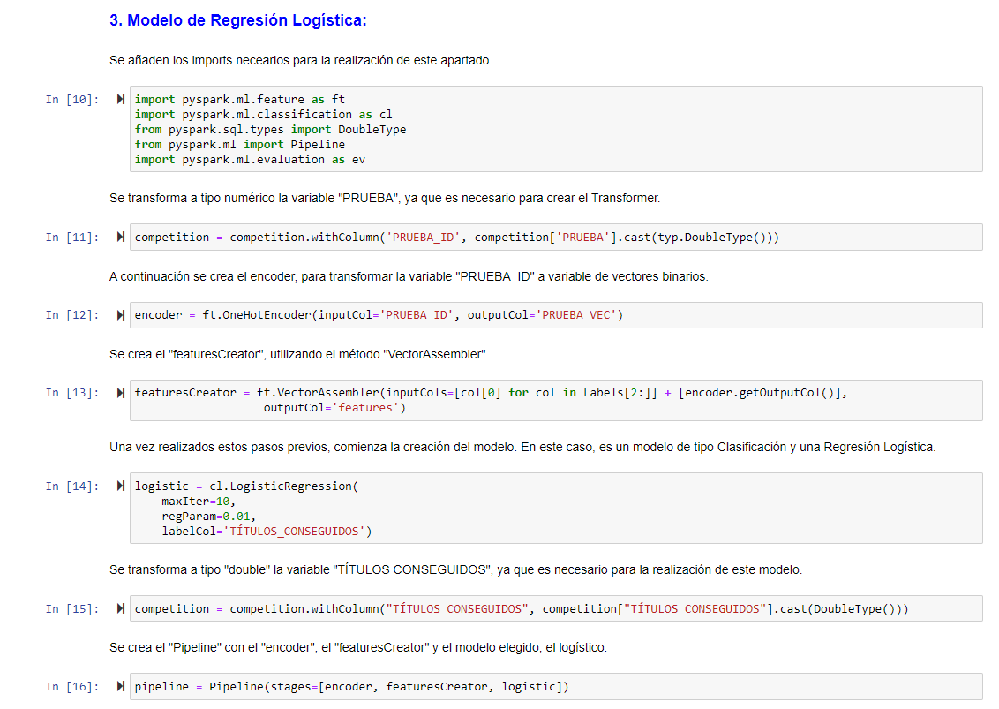 3. Modelo de Regresión Logística:
Se añaden los imports necearios para la realización de este apartado.
In [10]:
import pyspark.ml.feature as ft
import pyspark.ml.classification as cl
from pyspark.sql.types import DoubleType
from pyspark.ml import Pipeline
import pyspark.ml.evaluation as ev
Se transforma a tipo numérico la variable "PRUEBA", ya que es necesario para crear el Transformer.
In [11]:
competition = competition.withColumn('PRUEBA_ID', competition['PRUEBA'].cast(typ.DoubleType()))
A continuación se crea el encoder, para transformar la variable "PRUEBA_ID" a variable de vectores binarios.
In [12]:
encoder = ft.OneHotEncoder(inputCol='PRUEBA_ID', outputCol='PRUEBA_VEC')
Se crea el "featuresCreator", utilizando el método "VectorAssembler".
In [13]:
featuresCreator = ft.VectorAssembler(inputCols=[col[0] for col in Labels[2:]] + [encoder.getOutputCol()],
outputCol='features')
Una vez realizados estos pasos previos, comienza la creación del modelo. En este caso, es un modelo de tipo Clasificación y una Regresión Logística.
In [14]:
logistic = cl.LogisticRegression(
maxIter=10,
regParam=0.01,
labelCol='TÍTULOS_CONSEGUIDOS')
Se transforma a tipo "double" la variable "TÍTULOS CONSEGUIDOS", ya que es necesario para la realización de este modelo.
In [15]:
competition = competition.withColumn("TÍTULOS_CONSEGUIDOS", competition["TÍTULOS_CONSEGUIDOS"].cast(DoubleType()))
Se crea el "Pipeline" con el "encoder", el "featuresCreator" y el modelo elegido, el logístico.
In [16]:
pipeline = Pipeline(stages=[encoder, featuresCreator, logistic])